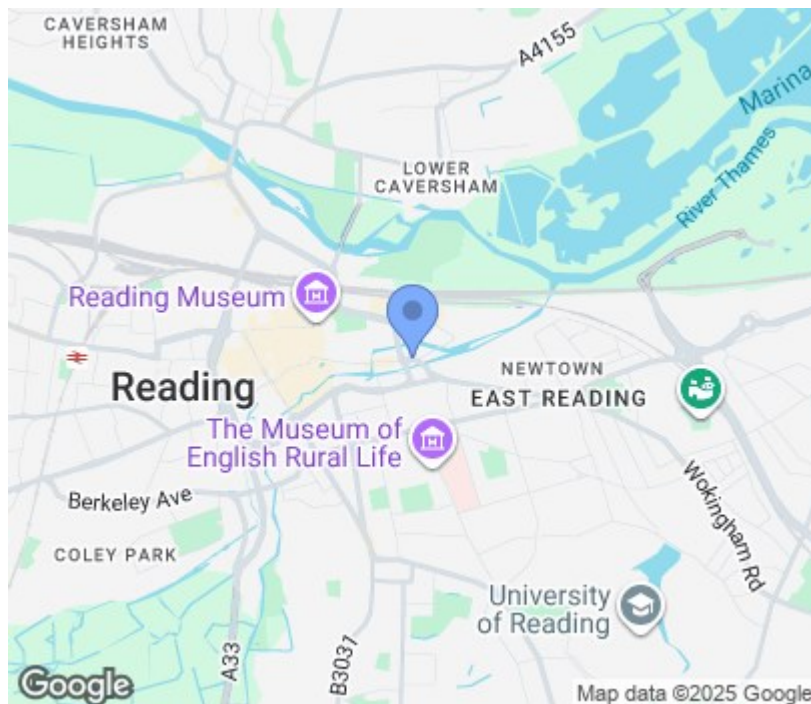 CAVERSHAM
HEIGHTS
A4155
Marina
LOWER
CAVERSHAM
River Thames
Reading Museum
Reading
NEWTOWN
EAST READING
The Museum of
English Rural Life
Berkeley Ave
Wokingham Rd
COLEY PARK
University
of Reading
A33
B3031
Google
Map data ©2025 Google